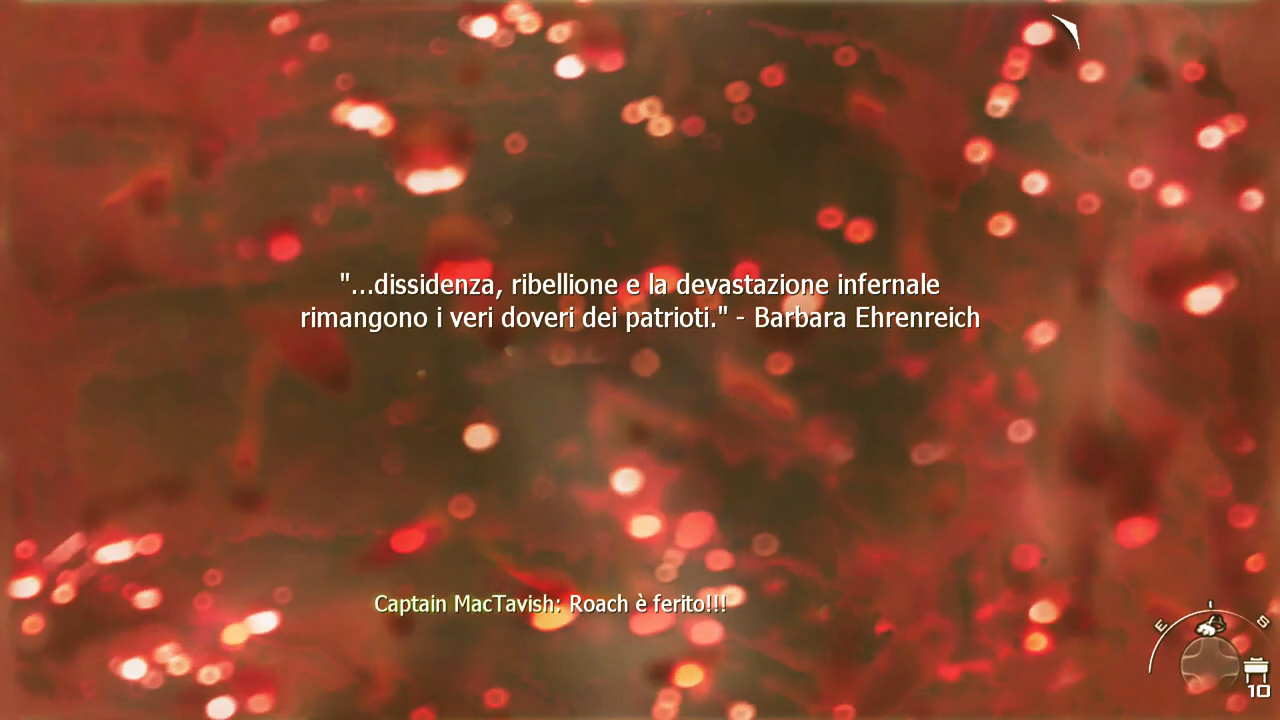 "...dissidenza, ribellione e la devastazione infernale
rimangono i veri doveri dei patrioti." - Barbara Ehrenreich
Captain MacTavish: Roach è ferito!!!
E
S
10